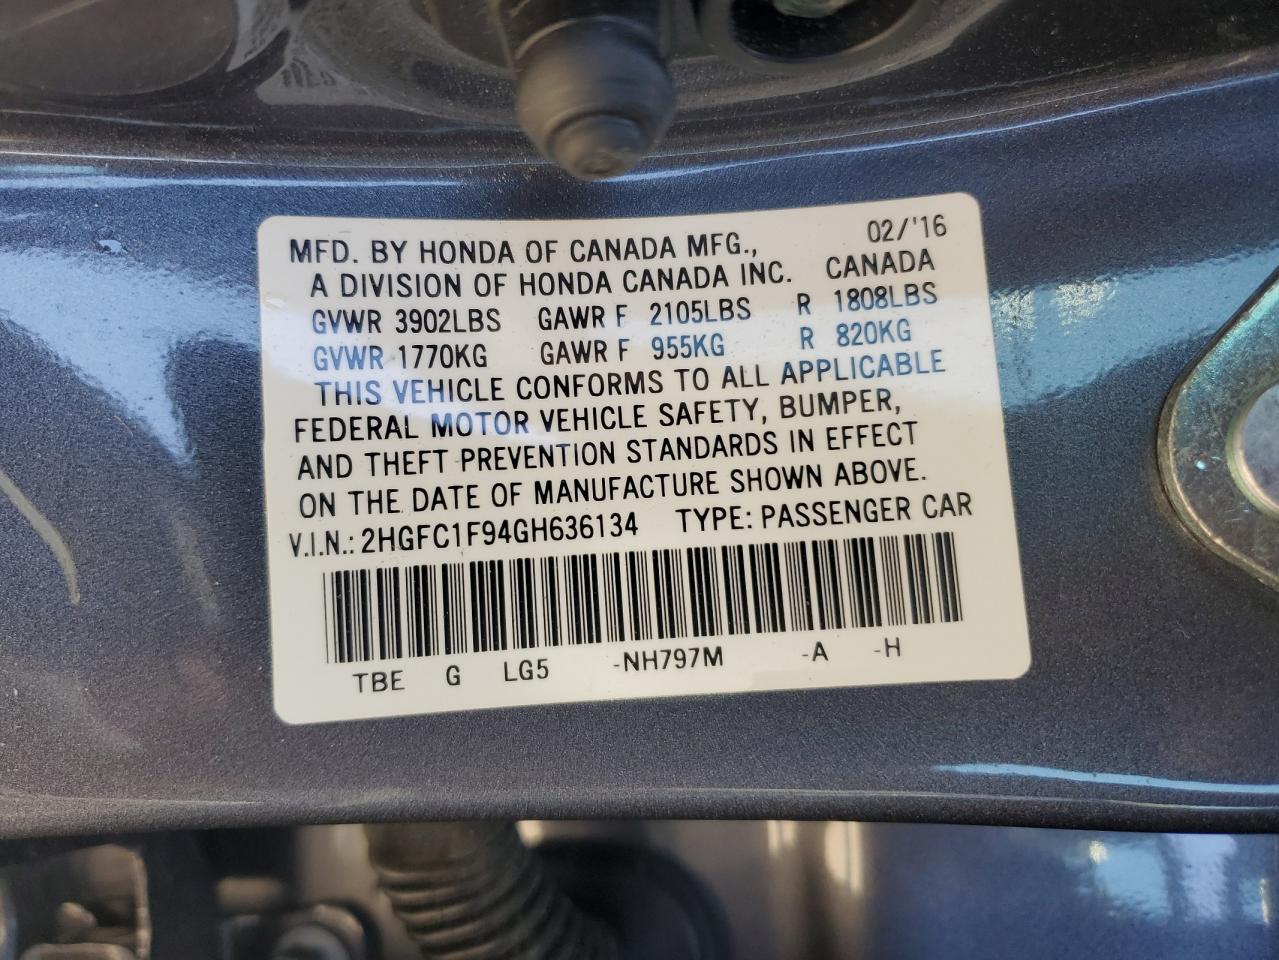 MFD. BY HONDA OF CANADA MFG., 02/'16
A DIVISION OF HONDA CANADA INC. CANADA
GVWR 3902LBS GAWR F 2105LBS R 1808LBS
GVWR 1770KG GAWR F 955KG R 820KG
THIS VEHICLE CONFORMS TO ALL APPLICABLE
FEDERAL MOTOR VEHICLE SAFETY, BUMPER,
AND THEFT PREVENTION STANDARDS IN EFFECT
ON THE DATE OF MANUFACTURE SHOWN ABOVE.
V.I.N.: 2HGFC1F94GH636134 TYPE: PASSENGER CAR
TBE G LG5 -NH797M -A -H